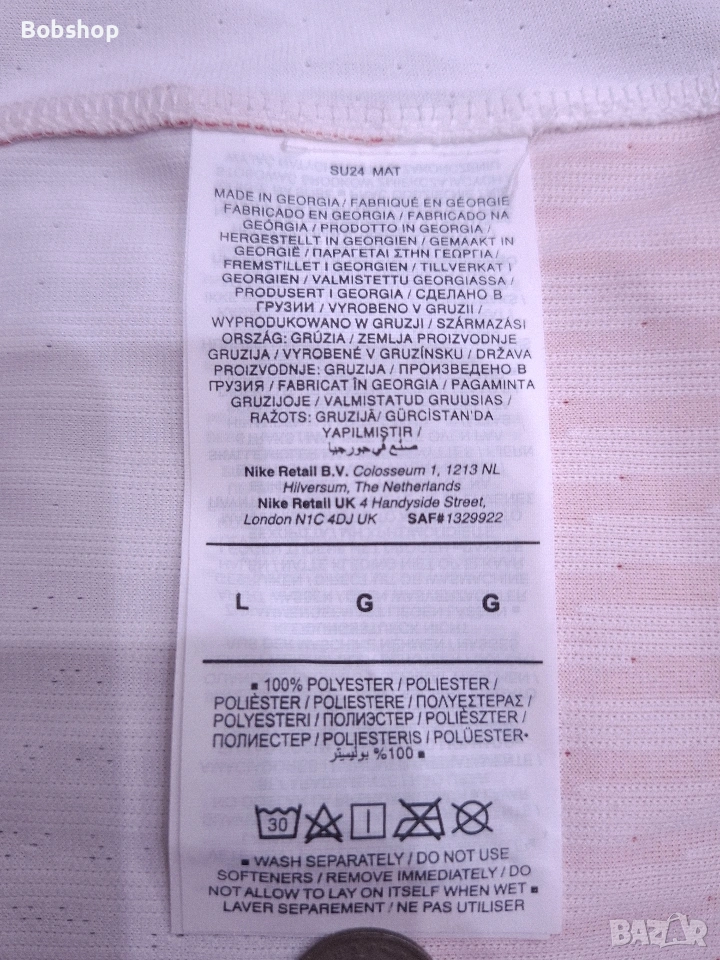 Bobshop
SU24 MAT
MADE IN GEORGIA / FABRIQUÉ EN GÉORGIE
FABRICADO EN GEORGIA / FABRICADO NA
GEÓRGIA / PRODOTTO IN GEORGIA /
HERGESTELLT IN GEORGIEN / GEMAAKT IN
GEORGIË / ΠΑΡΑΓΕΤΑΙ ΣΤΗΝ ΓΕΩΡΓΙΑ /
FREMSTILLET I GEORGIEN / TILLVERKAT I
GEORGIEN / VALMISTETTU GEORGIASSA /
PRODUSERT I GEORGIA / СДЕЛАНО В
ГРУЗИИ / VYROBENO V GRUZII /
WYPRODUKOWANO W GRUZJI / SZÁRMAZÁSI
ORSZÁG: GRÚZIA / ZEMLJA PROIZVODNJE
GRUZIJA / VYROBENÉ V GRUZÍNSKU / DRŽAVA
PROIZVODNJE: GRUZIJA / ПРОИЗВЕДЕНО В
ГРУЗИЯ / FABRICAT ÎN GEORGIA / PAGAMINTA
GRUZIJOJE / VALMISTATUD GRUUSIAS /
RAŽOTS: GRUZIJĀ / GÜRCİSTAN'DA
YAPILMIŞTIR /
صنع في جورجيا
Nike Retail B.V. Colosseum 1, 1213 NL
Hilversum, The Netherlands
Nike Retail UK 4 Handyside Street,
London N1C 4DJ UK SAF#1329922
L G G
▪ 100% POLYESTER / POLIESTER /
POLIÉSTER / POLIESTERE / ΠΟΛΥΕΣΤΕΡΑΣ /
POLYESTERI / ПОЛИЭСТЕР / POLIÉSZTER /
ПОЛИЕСТЕР / POLIESTERIS / POLÜESTER▪
100% بوليستر ▪
30
▪ WASH SEPARATELY / DO NOT USE
SOFTENERS / REMOVE IMMEDIATELY / DO
NOT ALLOW TO LAY ON ITSELF WHEN WET ▪
LAVER SEPAREMENT / NE PAS UTILISER
BAZAR